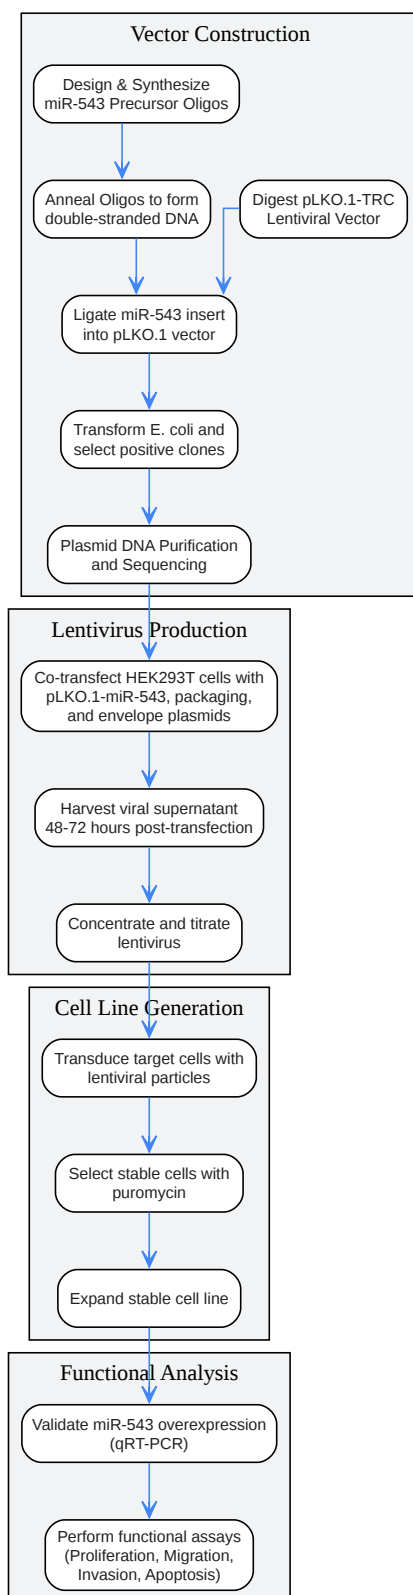 Vector Construction
Design & Synthesize
miR-543 Precursor Oligos
Anneal Oligos to form
double-stranded DNA
Digest pLKO.1-TRC
Lentiviral Vector
Ligate miR-543 insert
into pLKO.1 vector
Transform E. coli and
select positive clones
Plasmid DNA Purification
and Sequencing
Lentivirus Production
Co-transfect HEK293T cells with
pLKO.1-miR-543, packaging,
and envelope plasmids
Harvest viral supernatant
48-72 hours post-transfection
Concentrate and titrate
lentivirus
Cell Line Generation
Transduce target cells with
lentiviral particles
Select stable cells with
puromycin
Expand stable cell line
Functional Analysis
Validate miR-543 overexpression
(qRT-PCR)
Perform functional assays
(Proliferation, Migration,
Invasion, Apoptosis)